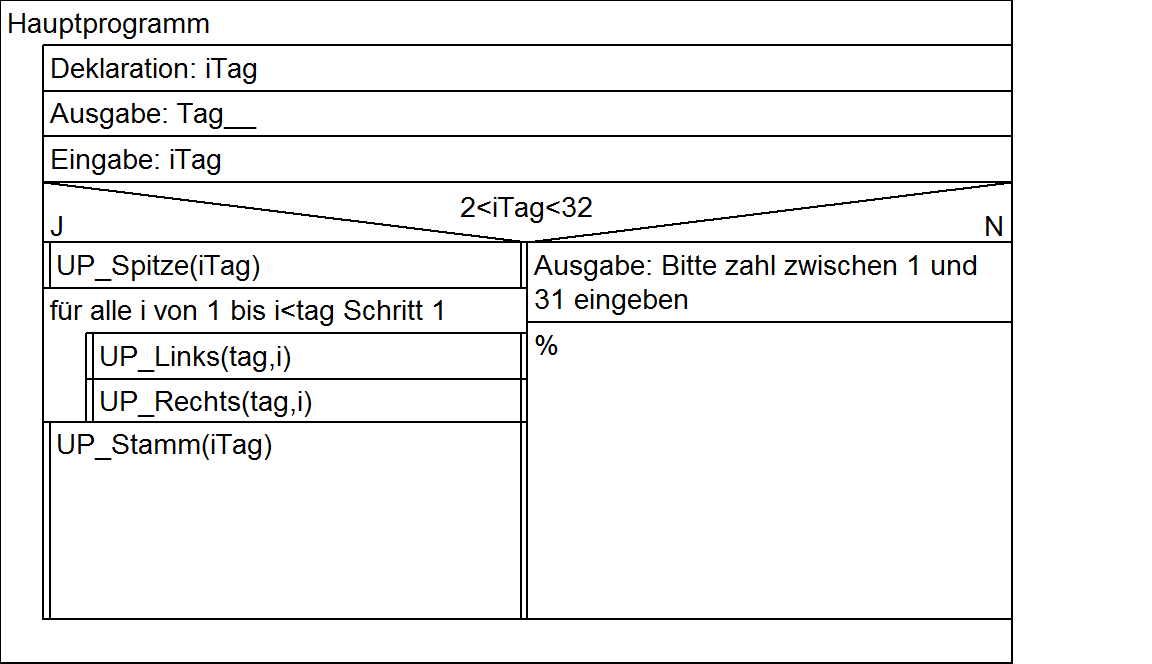 Hauptprogramm
Deklaration: iTag
Ausgabe: Tag__
Eingabe: iTag
2<iTag<32
J
N
UP_Spitze(iTag)
für alle i von 1 bis i<tag Schritt 1
UP_Links(tag,i)
UP_Rechts(tag,i)
UP_Stamm(iTag)
Ausgabe: Bitte zahl zwischen 1 und
31 eingeben
%